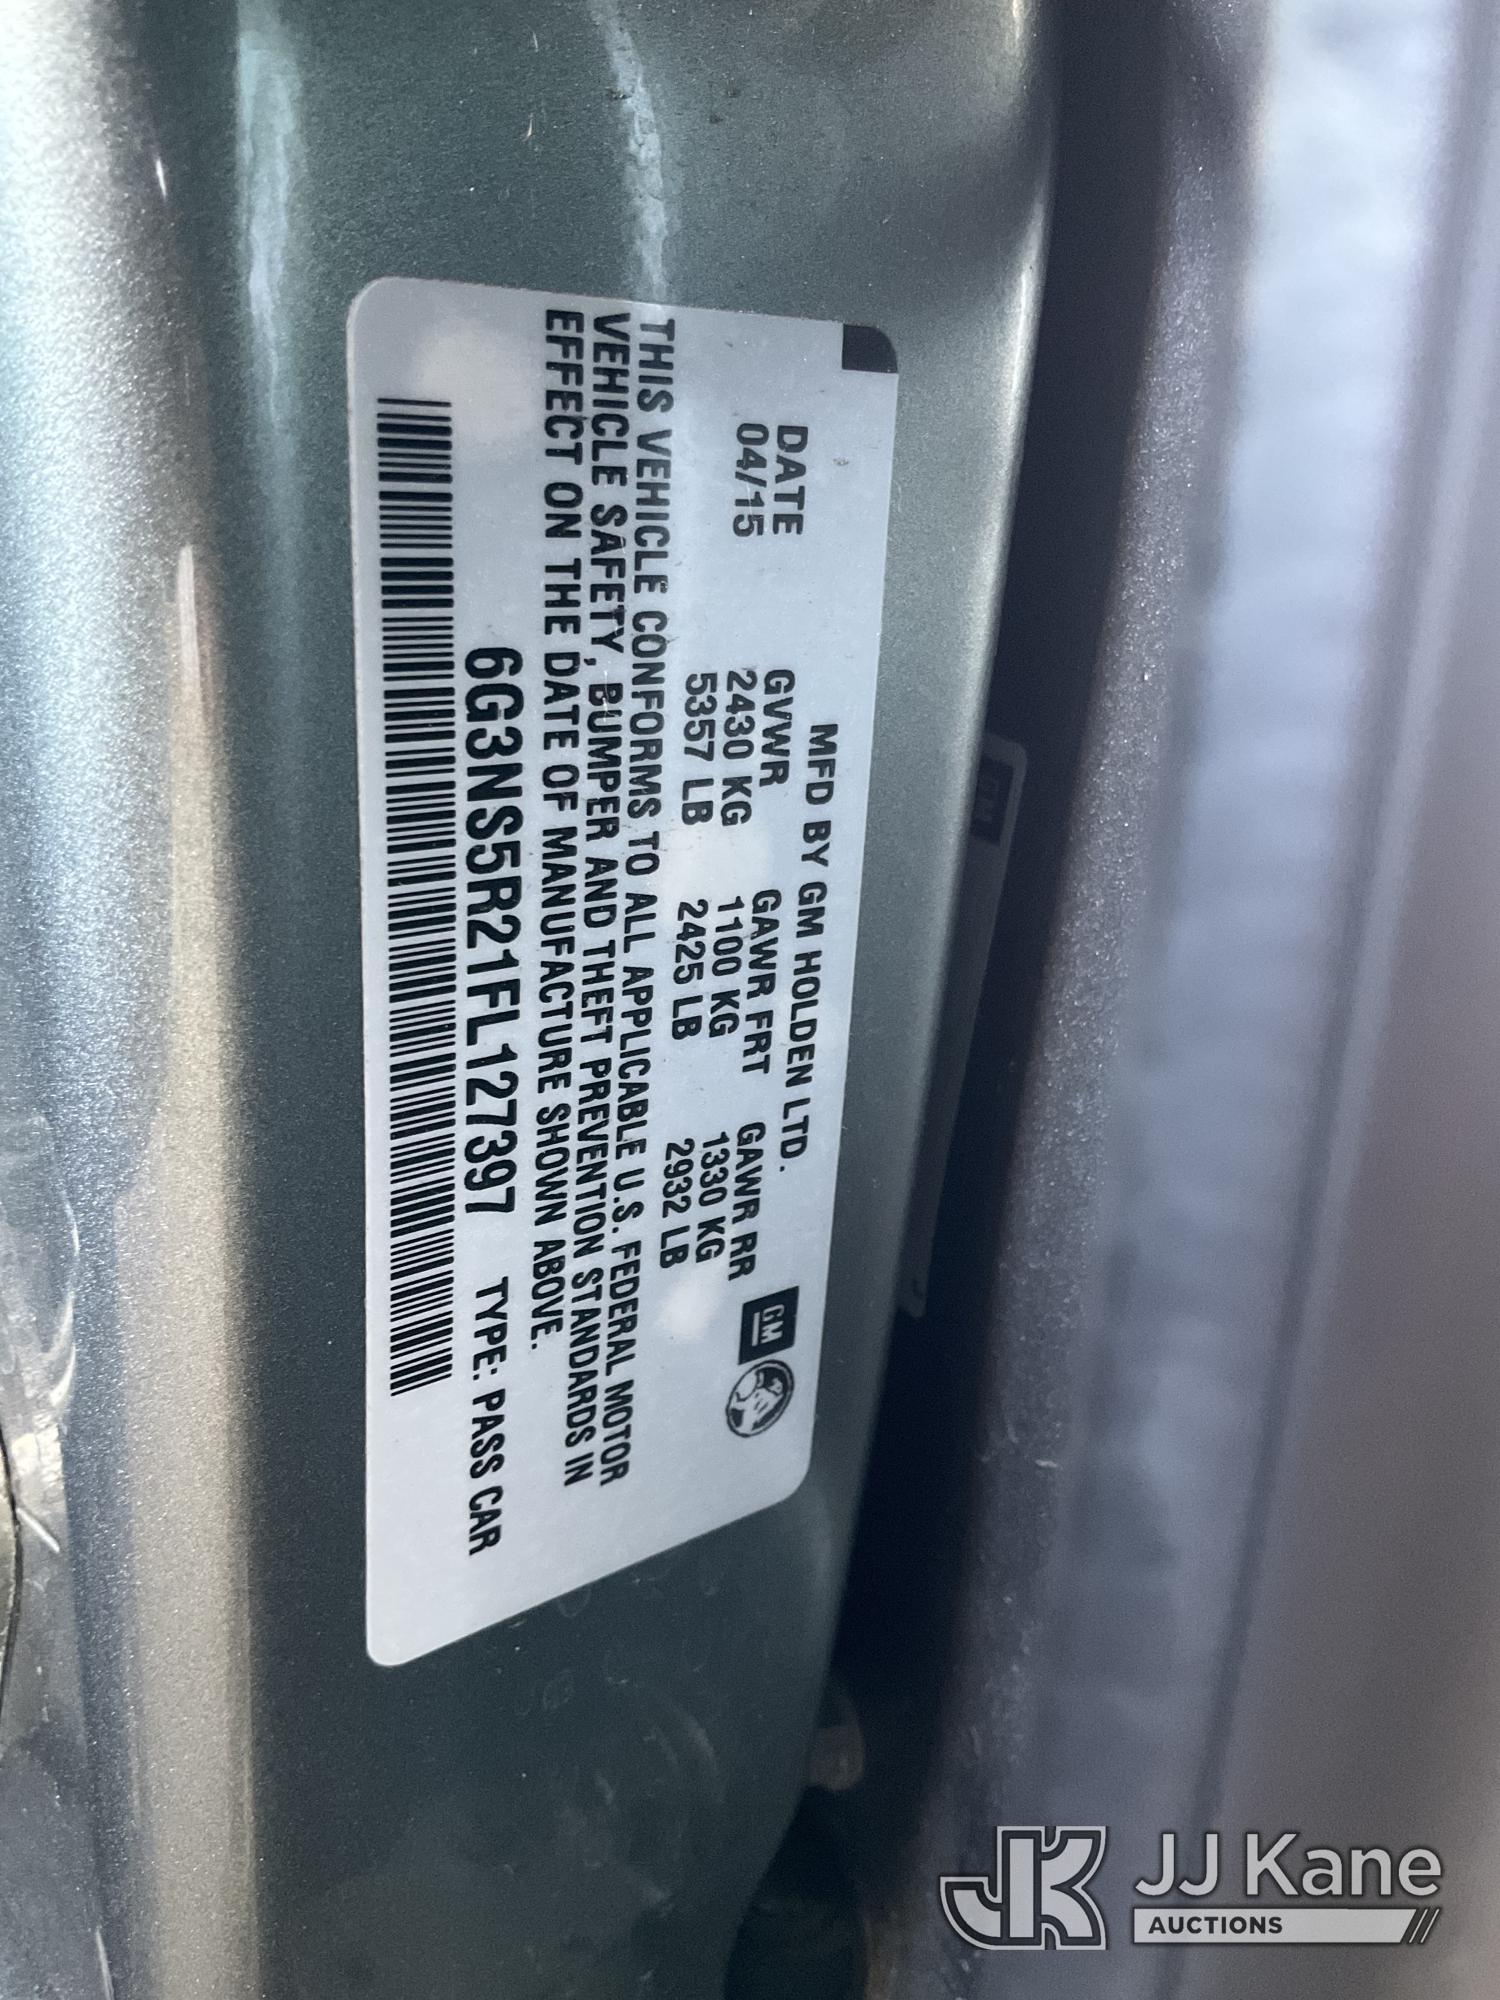 MFD BY GM HOLDEN LTD.
DATE GVWR GAWR FRT GAWR RR
04/15 2430 KG 1100 KG 1330 KG
5357 LB 2425 LB 2932 LB
GM
THIS VEHICLE CONFORMS TO ALL APPLICABLE U.S. FEDERAL MOTOR
VEHICLE SAFETY, BUMPER AND THEFT PREVENTION STANDARDS IN
EFFECT ON THE DATE OF MANUFACTURE SHOWN ABOVE.
6G3NS5R21FL127397 TYPE: PASS CAR
GM
JK JJ Kane
AUCTIONS